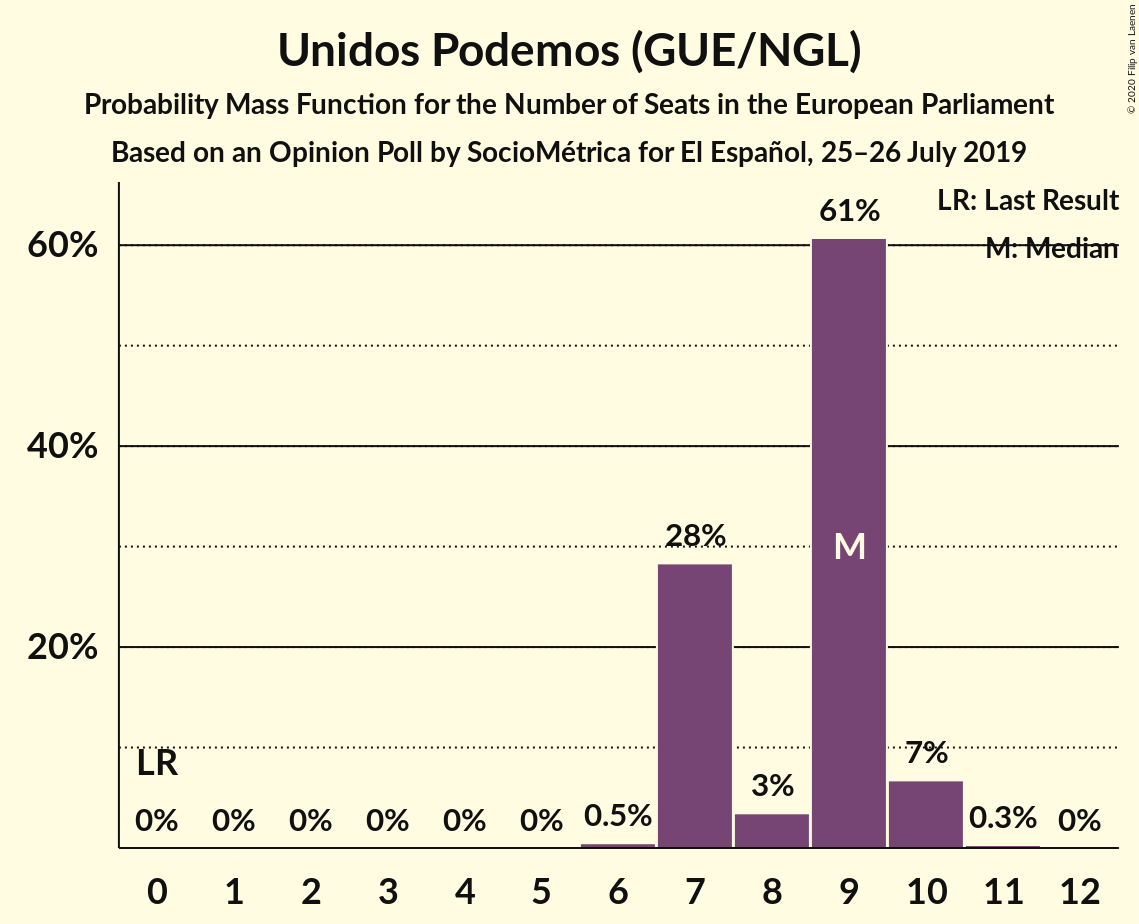 Unidos Podemos (GUE/NGL)
Probability Mass Function for the Number of Seats in the European Parliament
Based on an Opinion Poll by SocioMétrica for El Español, 25–26 July 2019
© 2020 Filip van Laenen
LR: Last Result
M: Median
60%
40%
20%
61%
28%
M
LR
7%
3%
0% 0% 0% 0% 0% 0% 0.5% 0.3% 0%
0 1 2 3 4 5 6 7 8 9 10 11 12